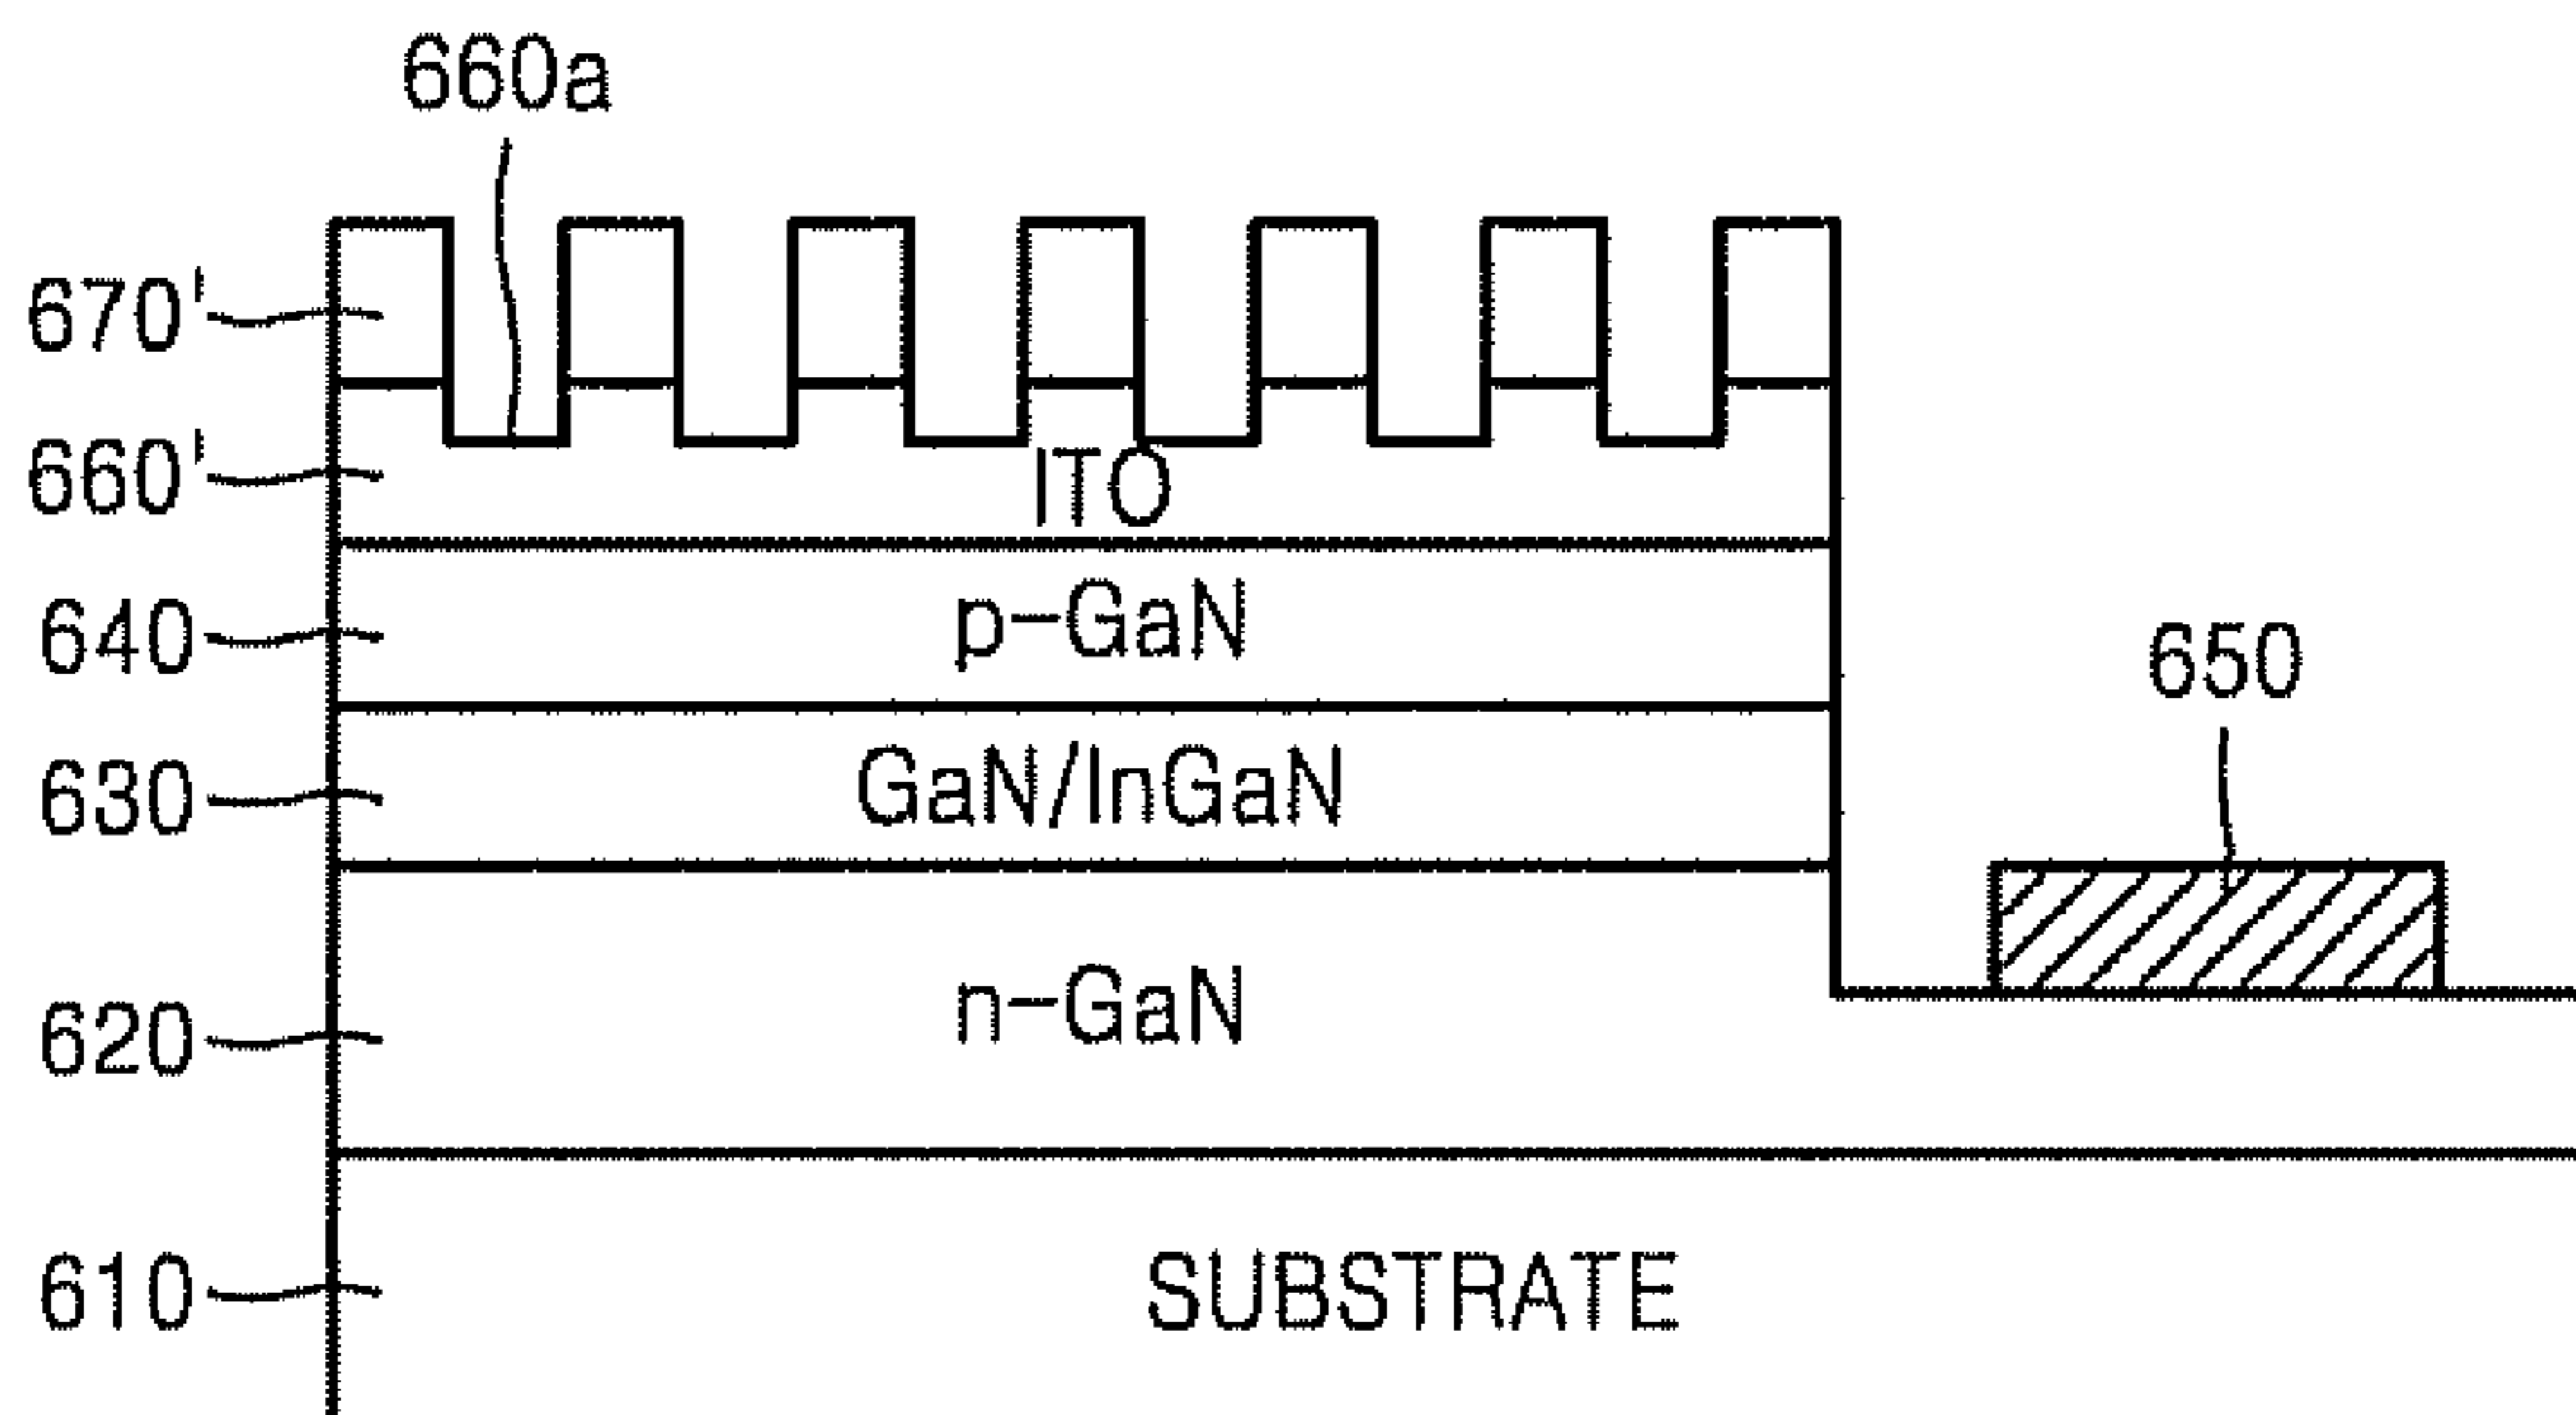 660a
670'
660'
ITO
640
p-GaN
650
630
GaN/InGaN
620
n-GaN
610
SUBSTRATE